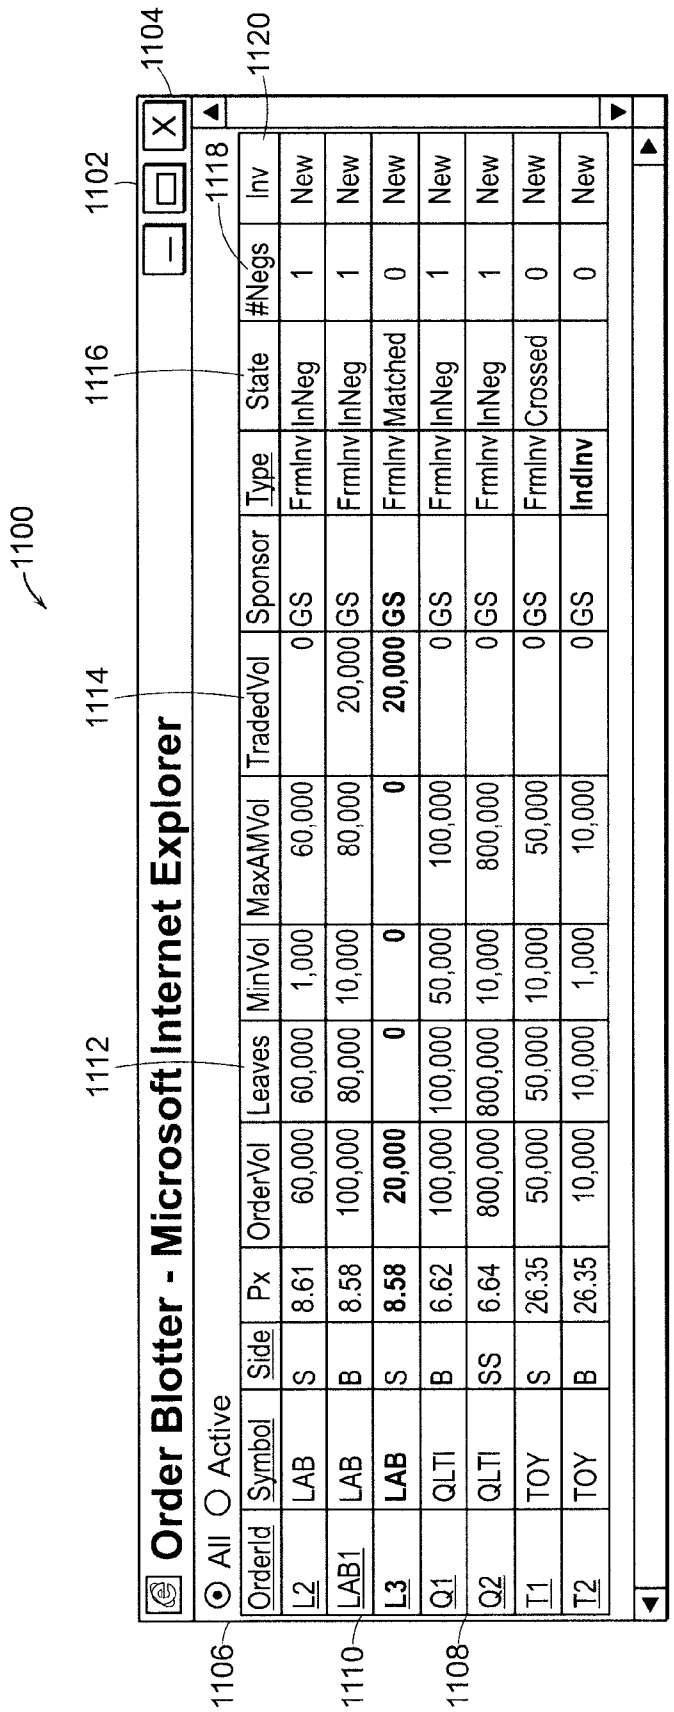 1100
1102
1104
Order Blotter - Microsoft Internet Explorer
X
All Active
1106 1112 1114 1116 1118 1120
OrderId Symbol Side Px OrderVol Leaves MinVol MaxAMVol TradedVol Sponsor Type State #Negs Inv
L2 LAB S 8.61 60,000 60,000 1,000 60,000 0 GS FrmInv InNeg 1 New
LAB1 LAB B 8.58 100,000 80,000 10,000 80,000 20,000 GS FrmInv InNeg 1 New
1110
L3 LAB S 8.58 20,000 0 0 0 20,000 GS FrmInv Matched 0 New
Q1 QLTI B 6.62 100,000 100,000 50,000 100,000 0 GS FrmInv InNeg 1 New
1108
Q2 QLTI SS 6.64 800,000 800,000 10,000 800,000 0 GS FrmInv InNeg 1 New
T1 TOY S 26.35 50,000 50,000 10,000 50,000 0 GS FrmInv Crossed 0 New
T2 TOY B 26.35 10,000 10,000 1,000 10,000 0 GS IndInv 0 New